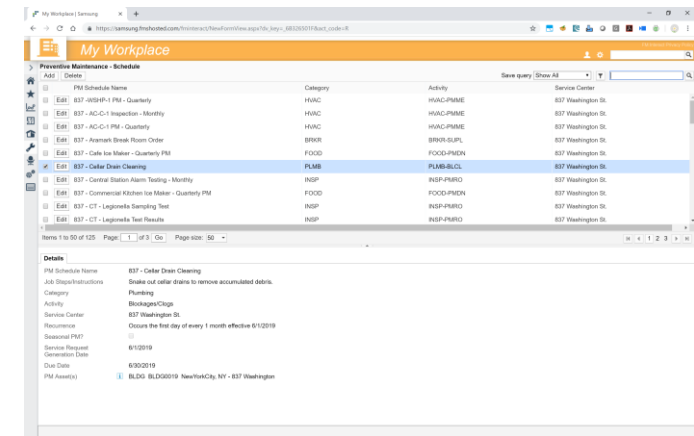 My Workplace | Samsung
https://samsung.fmshosted.com/
My Workplace
Preventive Maintenance - Schedule
Add Delete Save query Show All
PM Schedule Name Category Activity Service Center
Edit 837 -WSHP-1 PM - Quarterly HVAC HVAC-PMME 837 Washington St.
Edit 837 - AC-C-1 Inspection - Monthly HVAC HVAC-PMME 837 Washington St.
Edit 837 - AC-C-1 PM - Quarterly HVAC HVAC-PMME 837 Washington St.
Edit 837 - Aramark Break Room Order BRKR BRKR-SUPL 837 Washington St.
Edit 837 - Cafe Ice Maker - Quarterly PM FOOD FOOD-PMDN 837 Washington St.
Edit 837 - Cellar Drain Cleaning PLMB PLMB-BLCL 837 Washington St.
Edit 837 - Central Station Alarm Testing - Monthly INSP INSP-PMRO 837 Washington St.
Edit 837 - Commercial Kitchen Ice Maker - Quarterly PM FOOD FOOD-PMDN 837 Washington St.
Edit 837 - CT - Legionella Sampling Test INSP INSP-PMRO 837 Washington St.
Edit 837 - CT - Legionella Test Results INSP INSP-PMRO 837 Washington St.
Items 1 to 50 of 125 Page: 1 of 3 Go Page size: 50 1 2 3
Details
PM Schedule Name 837 - Cellar Drain Cleaning
Job Steps/Instructions Snake out cellar drains to remove accumulated debris.
Category Plumbing
Activity Blockages/Clogs
Service Center 837 Washington St.
Recurrence Occurs the first day of every 1 month effective 6/1/2019
Seasonal PM?
Service Request
Generation Date 6/1/2019
Due Date 6/30/2019
PM Asset(s) BLDG BLDG0019 NewYorkCity, NY - 837 Washington